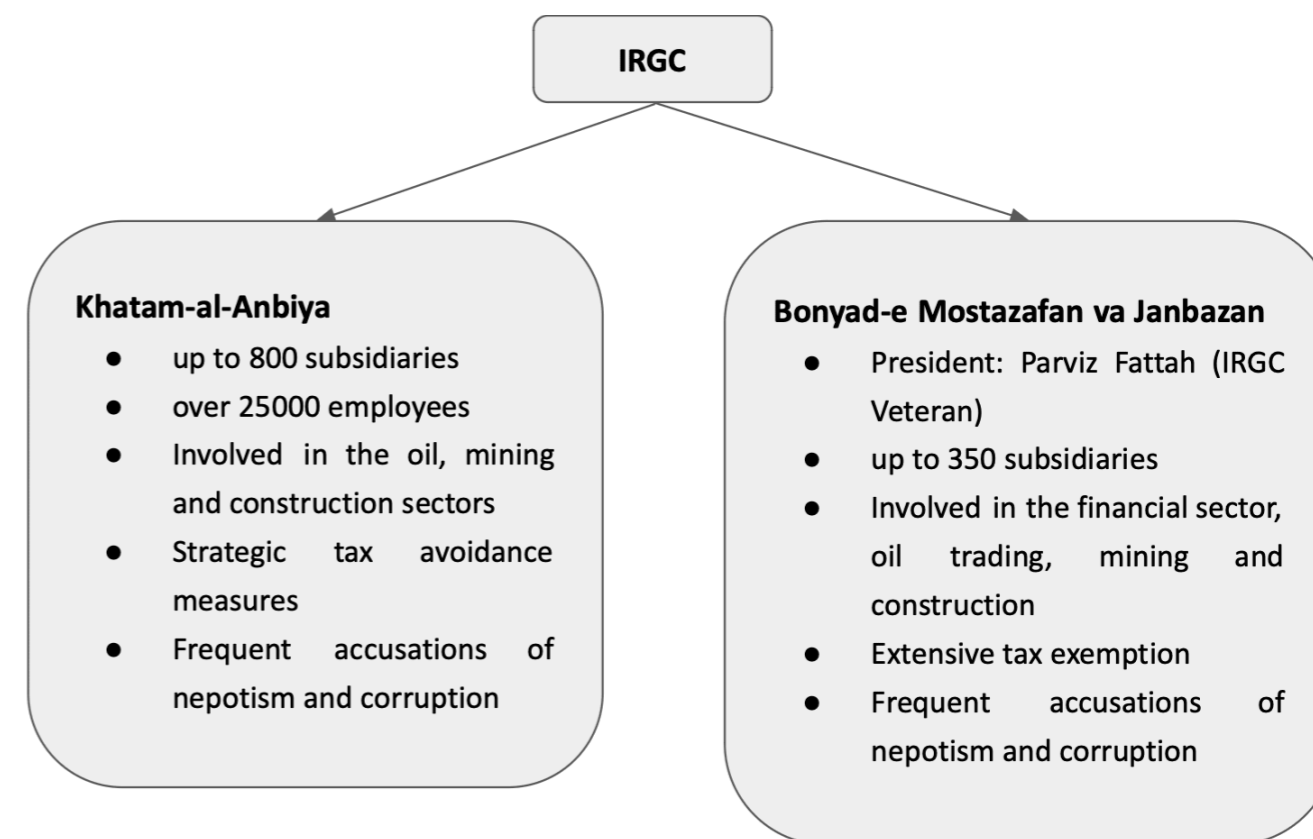 IRGC
Khatam-al-Anbiya
● up to 800 subsidiaries
● over 25000 employees
● Involved in the oil, mining
and construction sectors
● Strategic tax avoidance
measures
● Frequent accusations of
nepotism and corruption
Bonyad-e Mostazafan va Janbazan
● President: Parviz Fattah (IRGC
Veteran)
● up to 350 subsidiaries
● Involved in the financial sector,
oil trading, mining and
construction
● Extensive tax exemption
● Frequent accusations of
nepotism and corruption